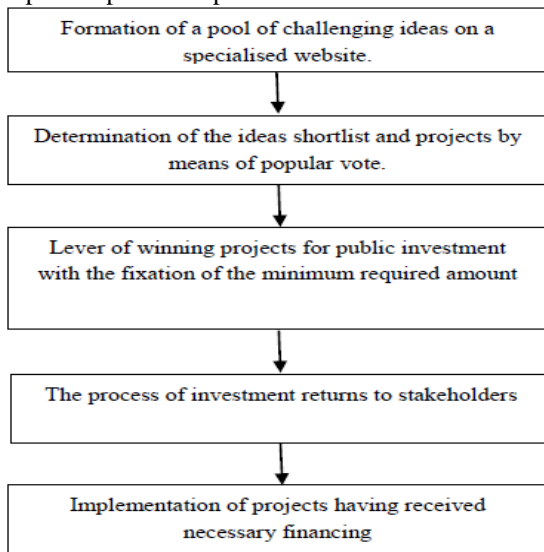 Formation of a pool of challenging ideas on a
specialised website.
Determination of the ideas shortlist and projects by
means of popular vote.
Lever of winning projects for public investment
with the fixation of the minimum required amount
The process of investment returns to stakeholders
Implementation of projects having received
necessary financing